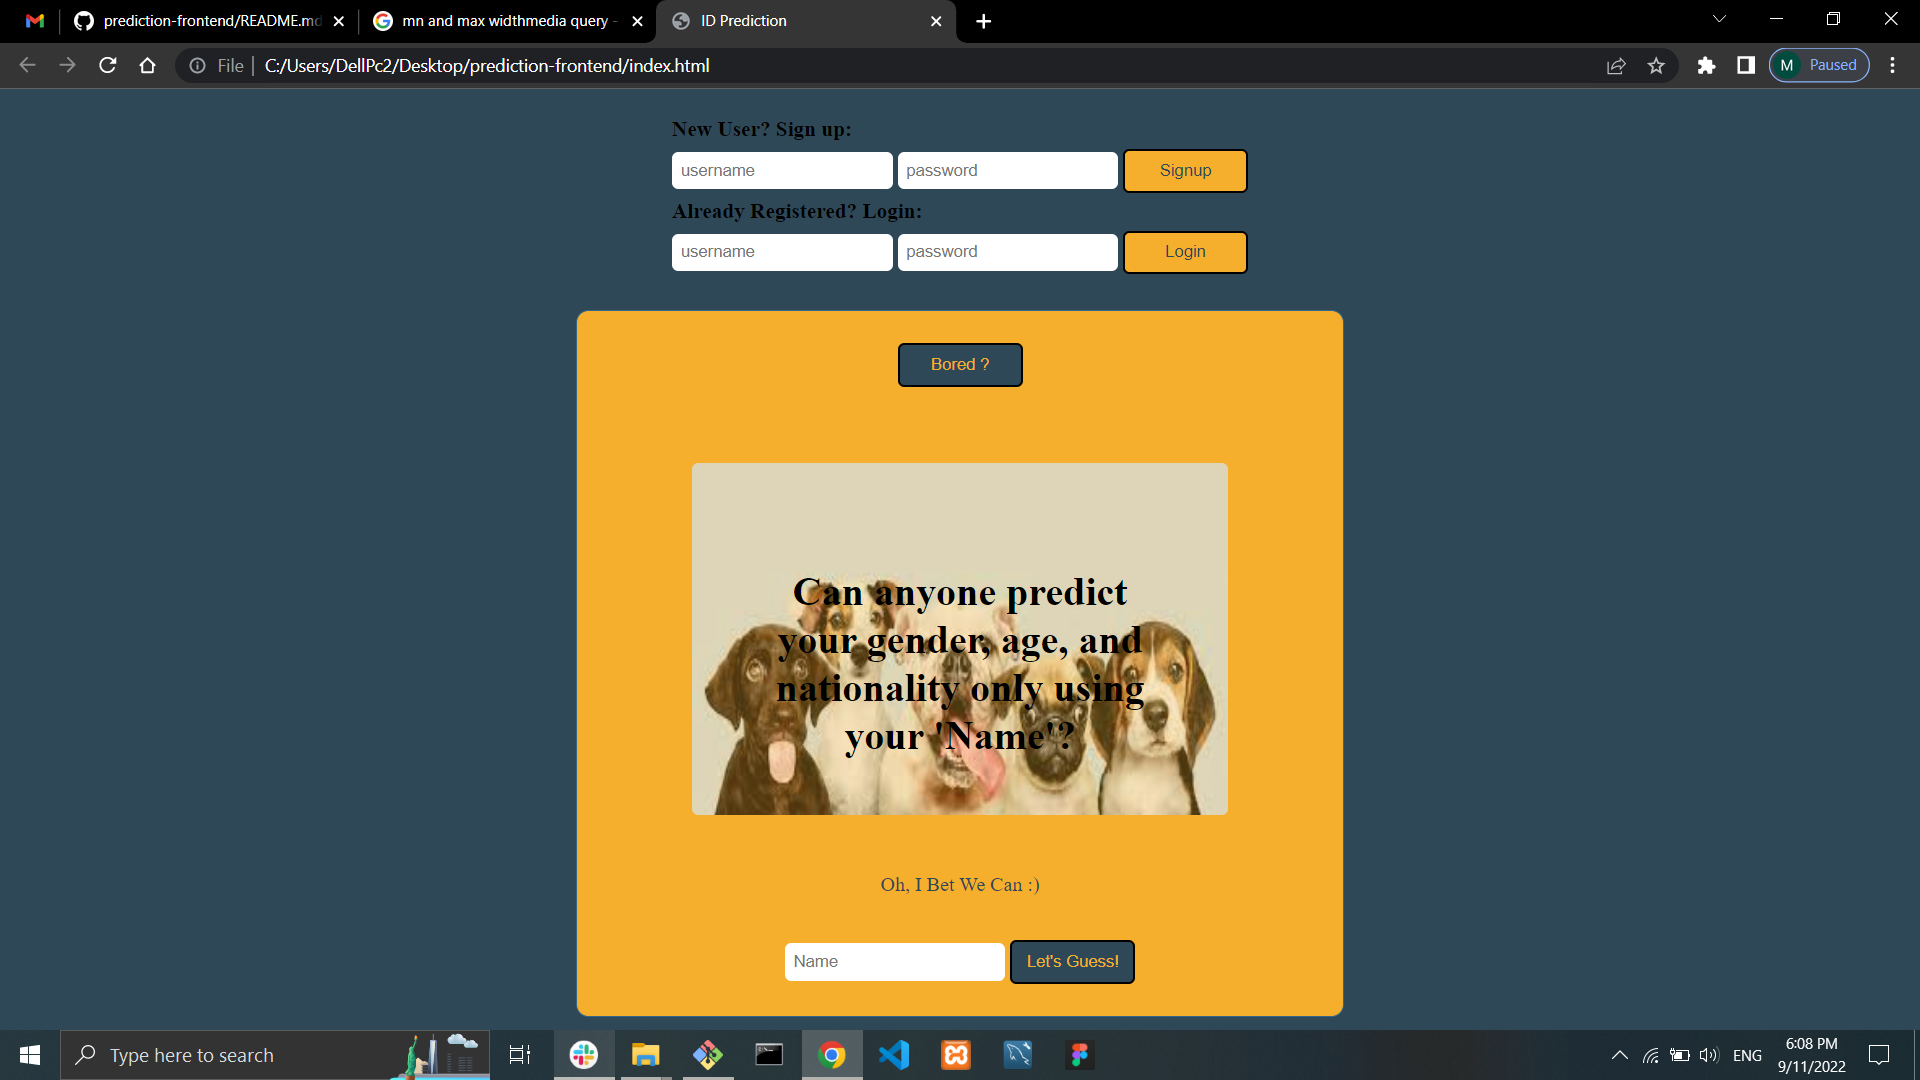 prediction-frontend/README.md
mn and max widthmedia query -
ID Prediction
File
C:/Users/DellPc2/Desktop/prediction-frontend/index.html
M
Paused
New User? Sign up:
username
password
Signup
Already Registered? Login:
username
password
Login
Bored ?
Can anyone predict
your gender, age, and
nationality only using
your 'Name'?
Oh, I Bet We Can :)
Name
Let's Guess!
Type here to search
ENG
6:08 PM
9/11/2022